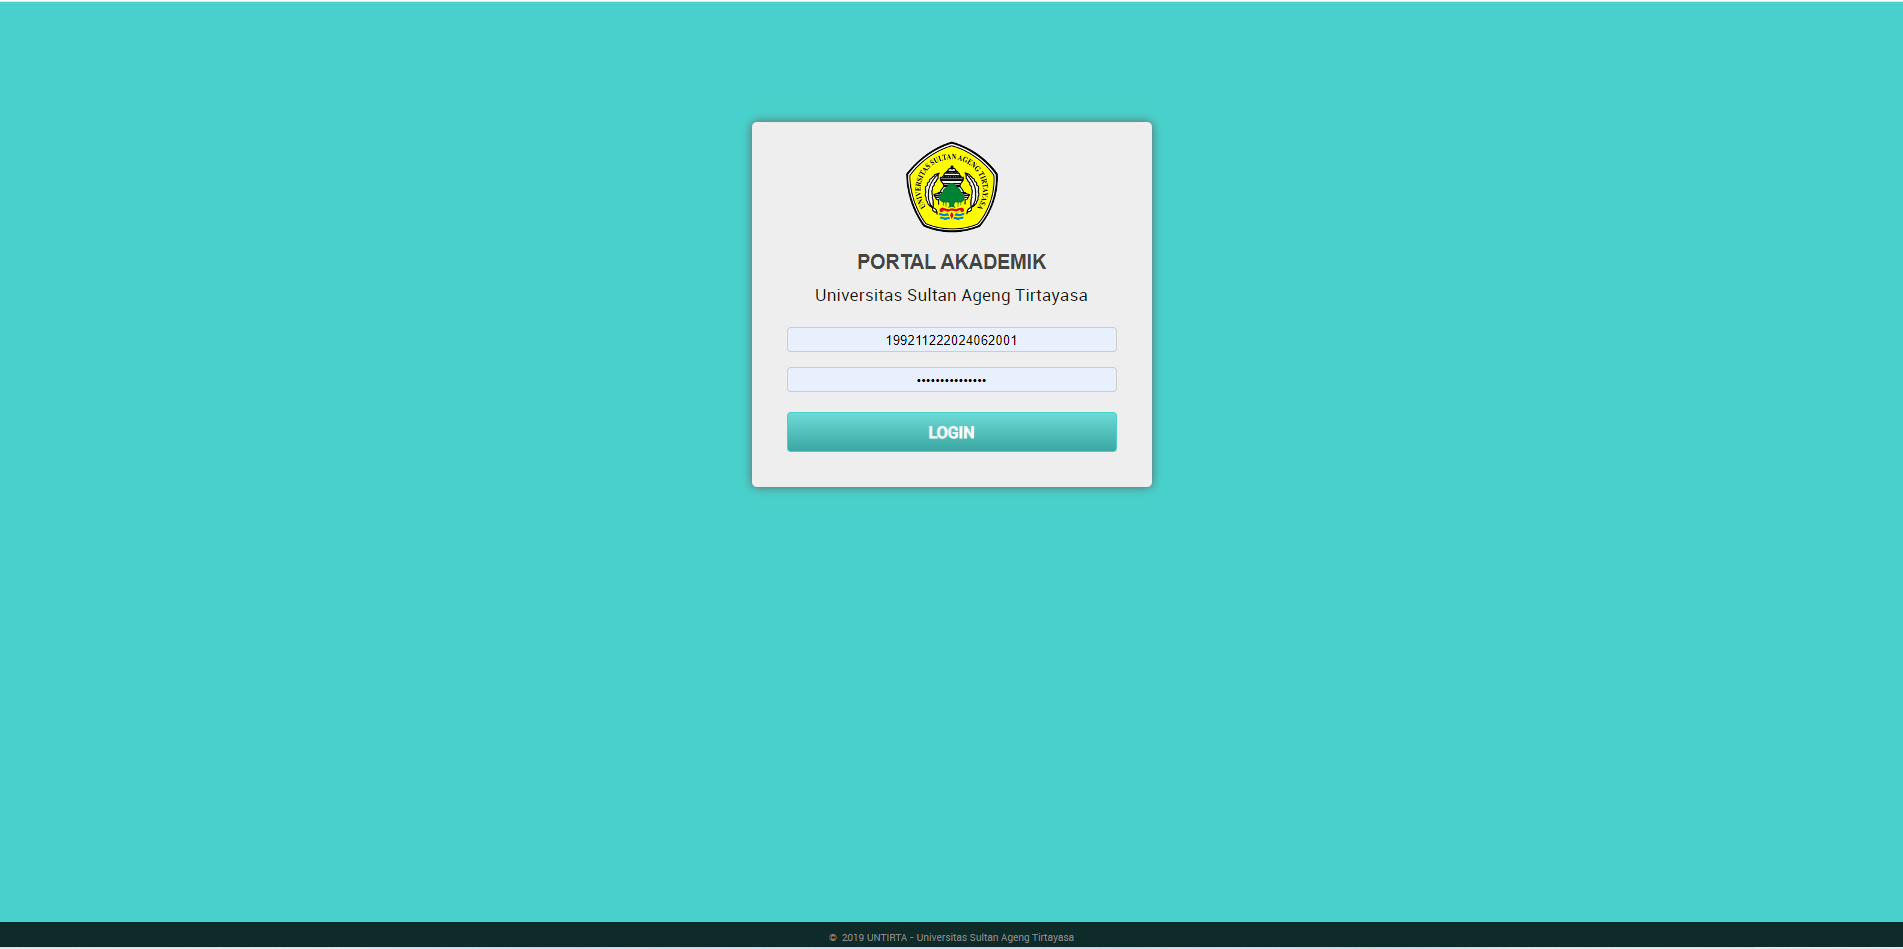 UNIVERSITAS SULTAN AGENG TIRTAYASA
PORTAL AKADEMIK
Universitas Sultan Ageng Tirtayasa
199211222024062001
•••••••••••••••
LOGIN
© 2019 UNTIRTA - Universitas Sultan Ageng Tirtayasa